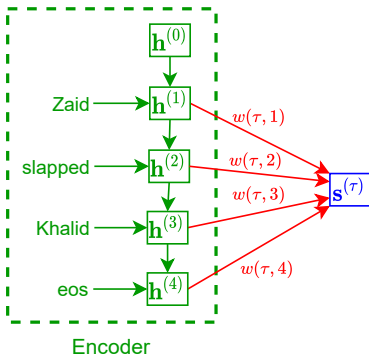 h^(0)
Zaid h^(1) w(τ, 1)
slapped h^(2) w(τ, 2) s^(τ)
Khalid h^(3) w(τ, 3)
eos h^(4) w(τ, 4)
Encoder